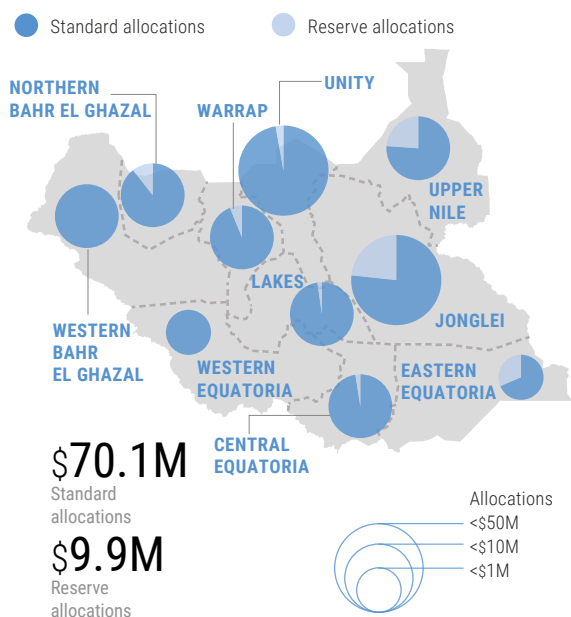 Standard allocations
Reserve allocations
NORTHERN
BAHR EL GHAZAL
WARRAP
UNITY
UPPER
NILE
LAKES
JONGLEI
WESTERN
BAHR
EL GHAZAL
WESTERN
EQUATORIA
EASTERN
EQUATORIA
CENTRAL
EQUATORIA
$70.1M
Standard
allocations
$9.9M
Reserve
allocations
Allocations
<$50M
<$10M
<$1M